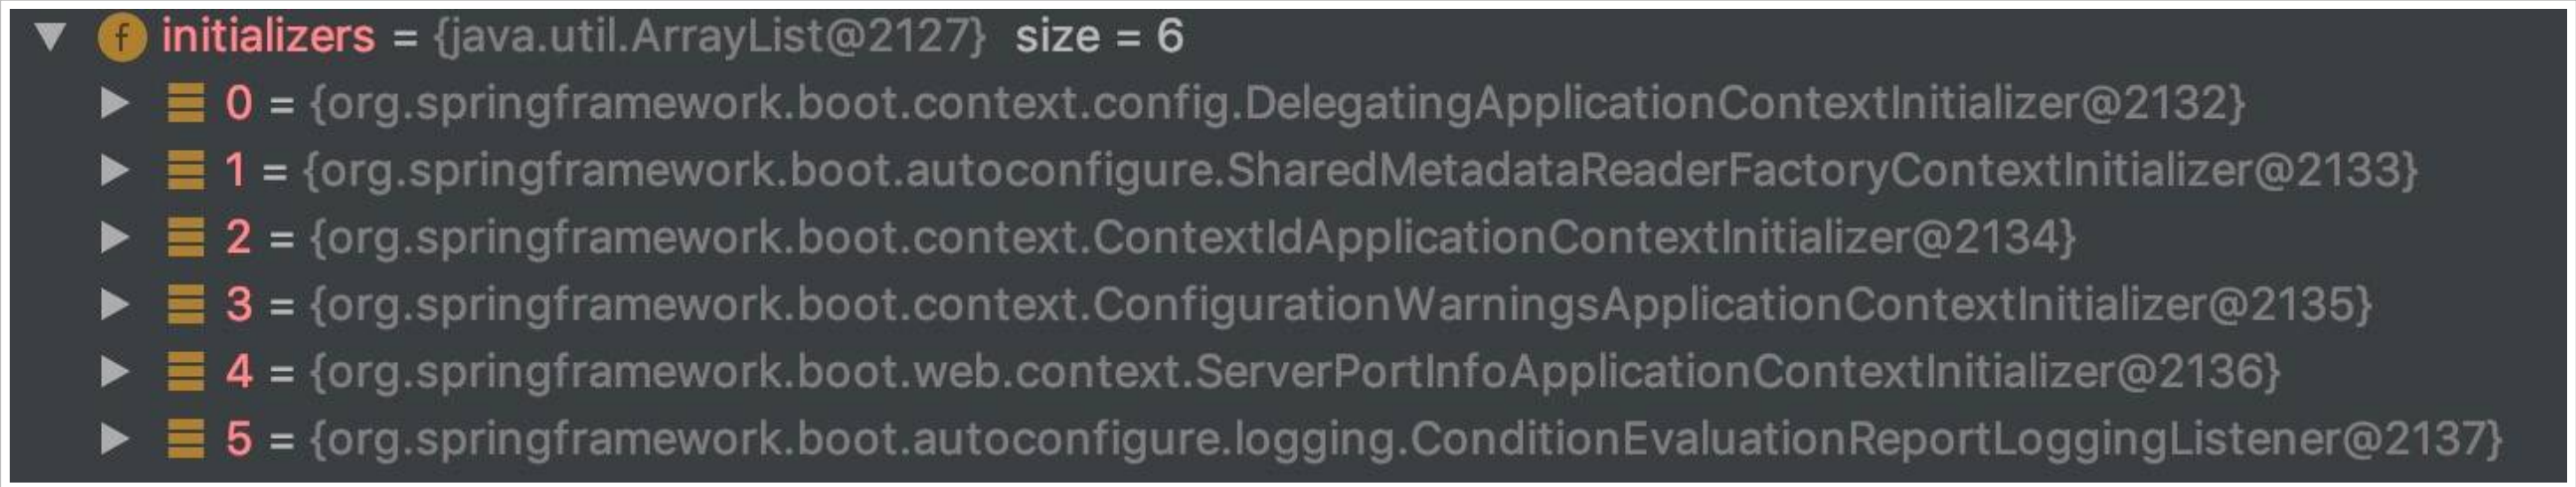 f initializers = {java.util.ArrayList@2127} size = 6
0 = {org.springframework.boot.context.config.DelegatingApplicationContextInitializer@2132}
1 = {org.springframework.boot.autoconfigure.SharedMetadataReaderFactoryContextInitializer@2133}
2 = {org.springframework.boot.context.ContextIdApplicationContextInitializer@2134}
3 = {org.springframework.boot.context.ConfigurationWarningsApplicationContextInitializer@2135}
4 = {org.springframework.boot.web.context.ServerPortInfoApplicationContextInitializer@2136}
5 = {org.springframework.boot.autoconfigure.logging.ConditionEvaluationReportLoggingListener@2137}